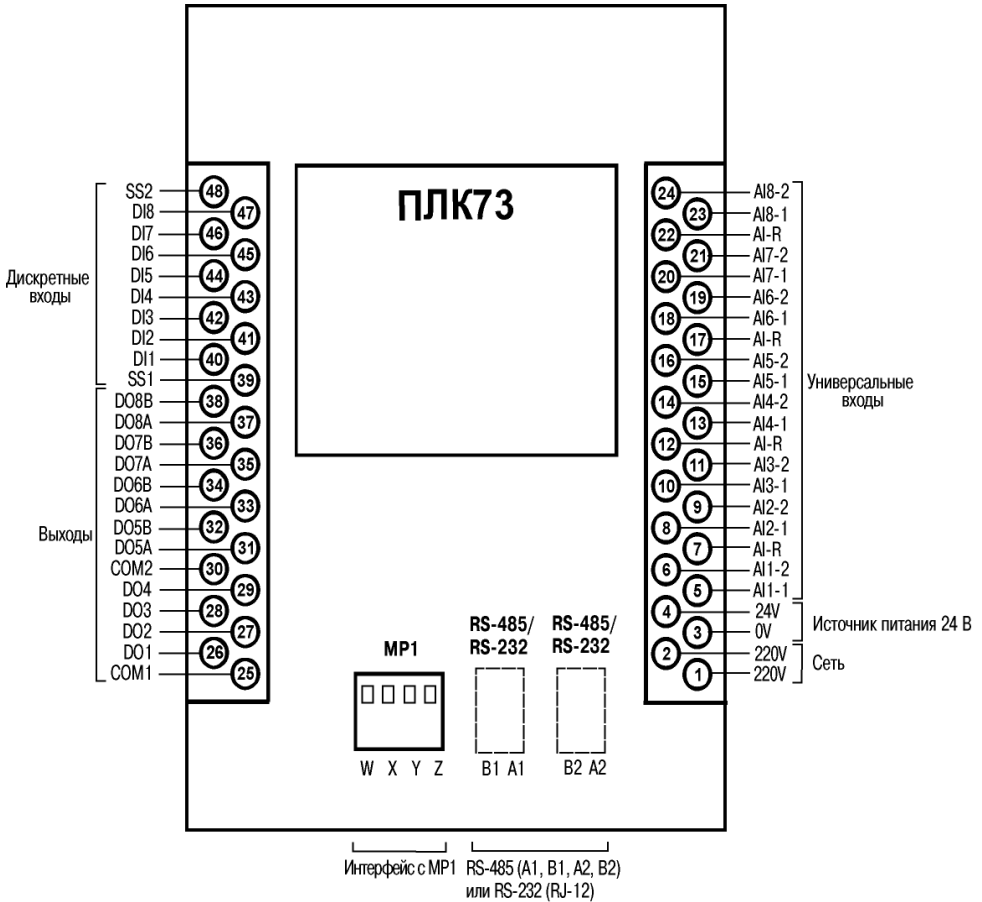 ПЛК73
Дискретные
входы
Выходы
SS2 48
DI8 47
DI7 46
DI6 45
DI5 44
DI4 43
DI3 42
DI2 41
DI1 40
SS1 39
DO8B 38
DO8A 37
DO7B 36
DO7A 35
DO6B 34
DO6A 33
DO5B 32
DO5A 31
COM2 30
DO4 29
DO3 28
DO2 27
DO1 26
COM1 25
24 AI8-2
23 AI8-1
22 AI-R
21 AI7-2
20 AI7-1
19 AI6-2
18 AI6-1
17 AI-R
16 AI5-2
15 AI5-1
14 AI4-2
13 AI4-1
12 AI-R
11 AI3-2
10 AI3-1
9 AI2-2
8 AI2-1
7 AI-R
6 AI1-2
5 AI1-1
4 24V
3 0V
2 220V
1 220V
Универсальные
входы
Источник питания 24 В
Сеть
МР1
RS-485/
RS-232
RS-485/
RS-232
W X Y Z
B1 A1
B2 A2
Интерфейс с МР1
RS-485 (A1, B1, A2, B2)
или RS-232 (RJ-12)